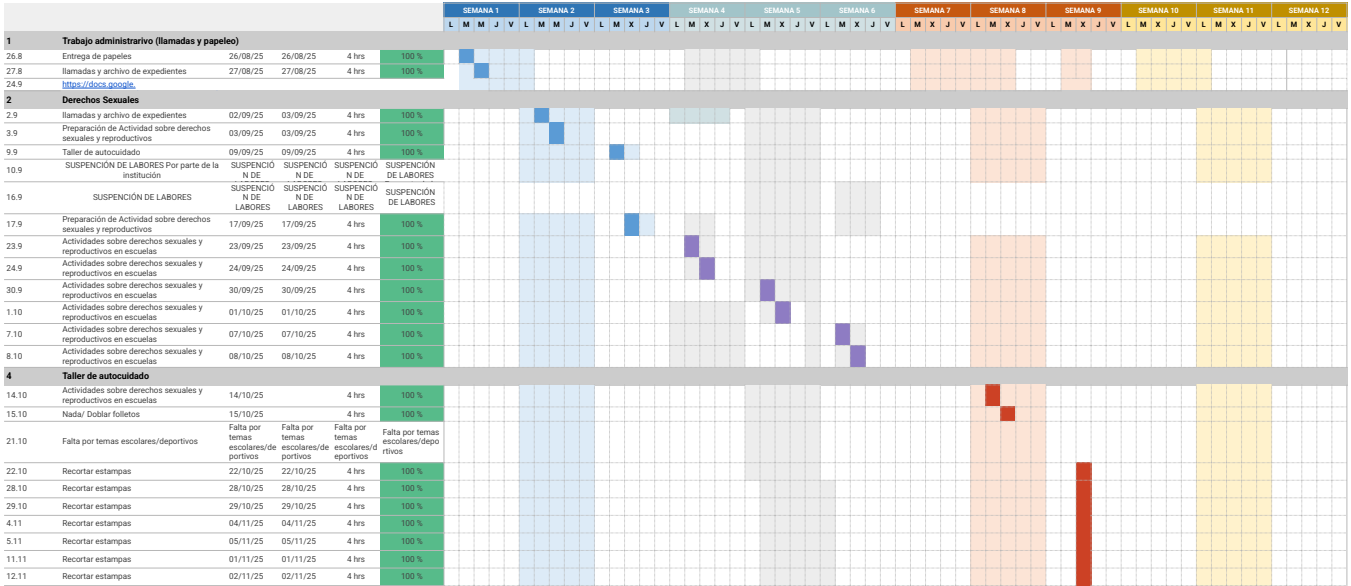 SEMANA 1 SEMANA 2 SEMANA 3 SEMANA 4 SEMANA 5 SEMANA 6 SEMANA 7 SEMANA 8 SEMANA 9 SEMANA 10 SEMANA 11 SEMANA 12
L M M J V L M M J V L M X J V L M X J V L M X J V L M X J V L M X J V L M X J V L M X J V L M X J V L M X J V L M X J V
1 Trabajo administrarivo (llamadas y papeleo)
26.8 Entrega de papeles 26/08/25 26/08/25 4 hrs 100 %
27.8 llamadas y archivo de expedientes 27/08/25 27/08/25 4 hrs 100 %
24.9 https://docs.google.
2 Derechos Sexuales
2.9 llamadas y archivo de expedientes 02/09/25 03/09/25 4 hrs 100 %
3.9 Preparación de Actividad sobre derechos sexuales y reproductivos 03/09/25 03/09/25 4 hrs 100 %
9.9 Taller de autocuidado 09/09/25 09/09/25 4 hrs 100 %
10.9 SUSPENCIÓN DE LABORES Por parte de la institución SUSPENCIÓN DE LABORES SUSPENCIÓN DE LABORES SUSPENCIÓN DE LABORES SUSPENCIÓN DE LABORES
16.9 SUSPENCIÓN DE LABORES SUSPENCIÓN DE LABORES SUSPENCIÓN DE LABORES SUSPENCIÓN DE LABORES SUSPENCIÓN DE LABORES
17.9 Preparación de Actividad sobre derechos sexuales y reproductivos 17/09/25 17/09/25 4 hrs 100 %
23.9 Actividades sobre derechos sexuales y reproductivos en escuelas 23/09/25 23/09/25 4 hrs 100 %
24.9 Actividades sobre derechos sexuales y reproductivos en escuelas 24/09/25 24/09/25 4 hrs 100 %
30.9 Actividades sobre derechos sexuales y reproductivos en escuelas 30/09/25 30/09/25 4 hrs 100 %
1.10 Actividades sobre derechos sexuales y reproductivos en escuelas 01/10/25 01/10/25 4 hrs 100 %
7.10 Actividades sobre derechos sexuales y reproductivos en escuelas 07/10/25 07/10/25 4 hrs 100 %
8.10 Actividades sobre derechos sexuales y reproductivos en escuelas 08/10/25 08/10/25 4 hrs 100 %
4 Taller de autocuidado
14.10 Actividades sobre derechos sexuales y reproductivos en escuelas 14/10/25 4 hrs 100 %
15.10 Nada/ Doblar folletos 15/10/25 4 hrs 100 %
21.10 Falta por temas escolares/deportivos Falta por temas escolares/deportivos Falta por temas escolares/deportivos Falta por temas escolares/deportivos Falta por temas escolares/deportivos
22.10 Recortar estampas 22/10/25 22/10/25 4 hrs 100 %
28.10 Recortar estampas 28/10/25 28/10/25 4 hrs 100 %
29.10 Recortar estampas 29/10/25 29/10/25 4 hrs 100 %
4.11 Recortar estampas 04/11/25 04/11/25 4 hrs 100 %
5.11 Recortar estampas 05/11/25 05/11/25 4 hrs 100 %
11.11 Recortar estampas 01/11/25 01/11/25 4 hrs 100 %
12.11 Recortar estampas 02/11/25 02/11/25 4 hrs 100 %